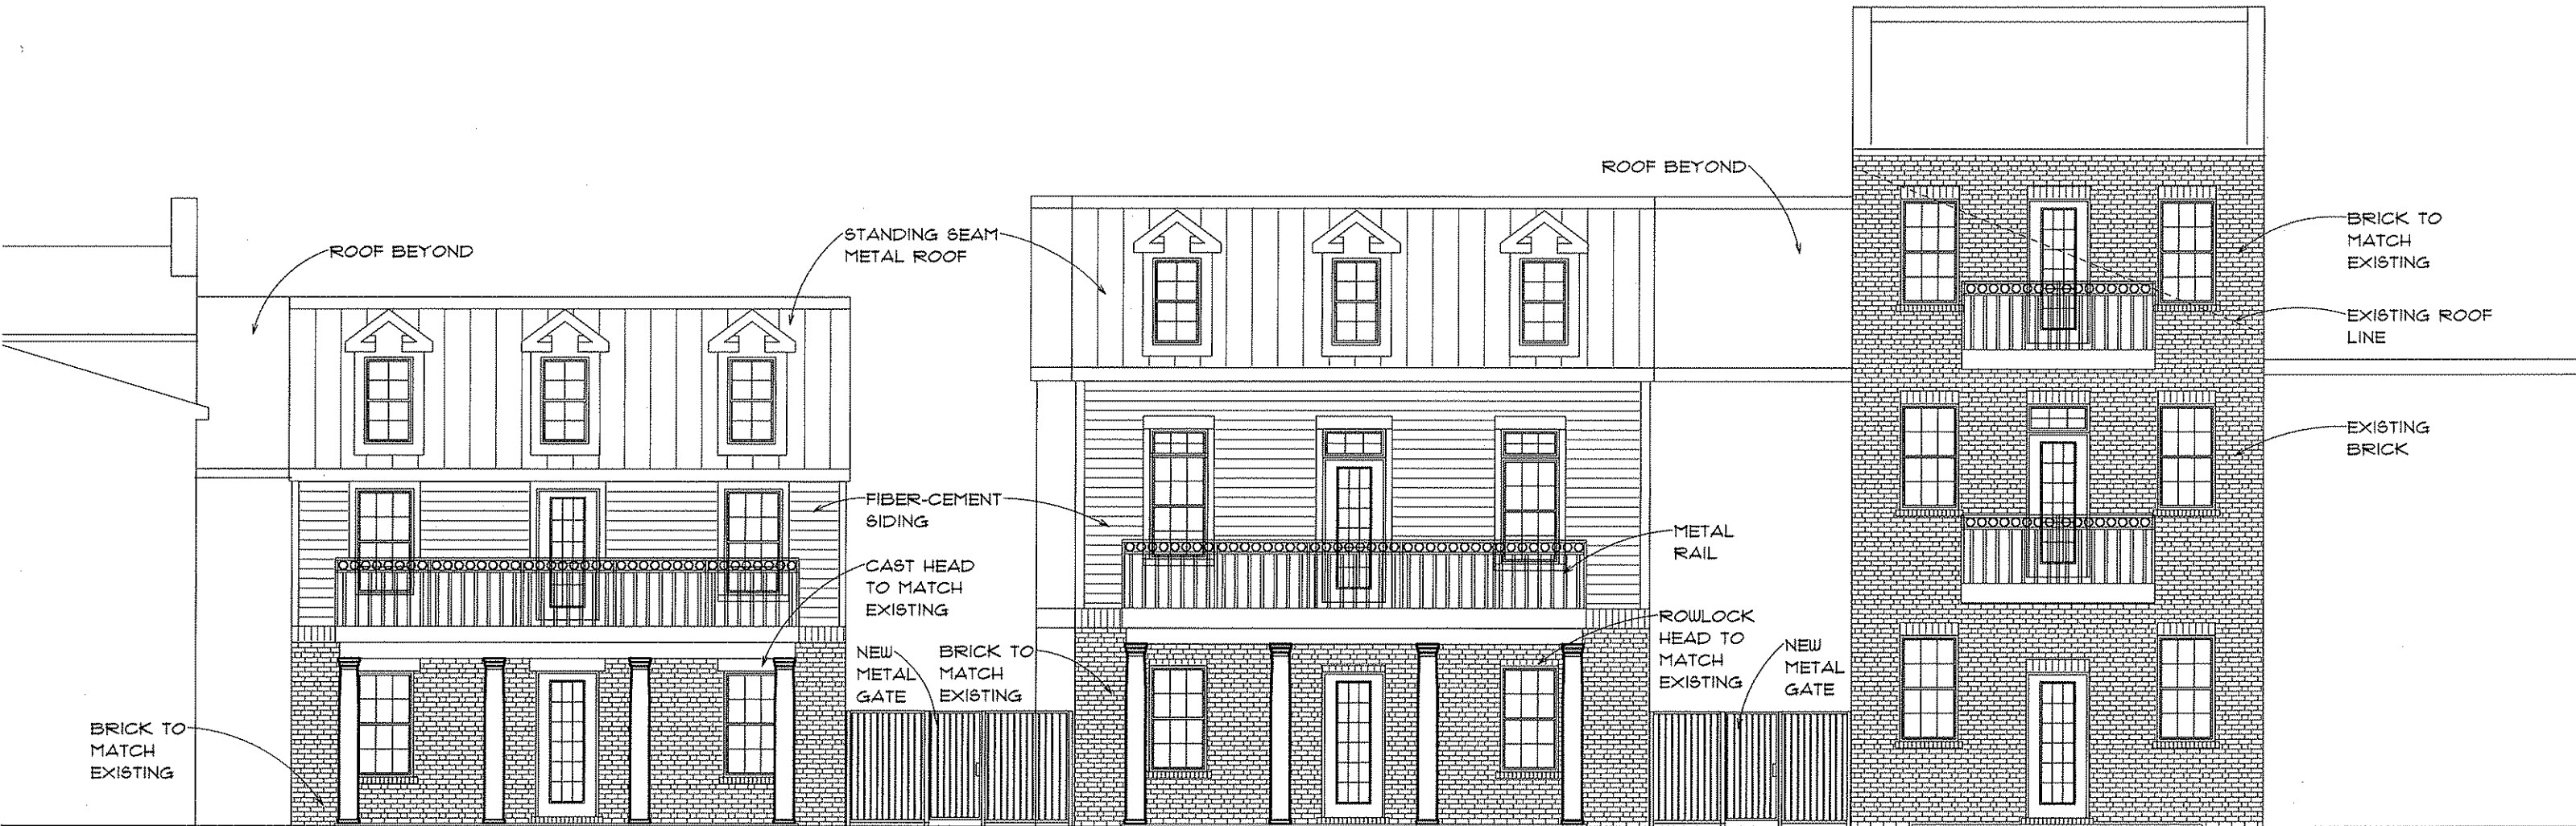 ROOF BEYOND
STANDING SEAM
METAL ROOF
ROOF BEYOND
BRICK TO
MATCH
EXISTING
EXISTING ROOF
LINE
EXISTING
BRICK
FIBER-CEMENT
SIDING
METAL
RAIL
CAST HEAD
TO MATCH
EXISTING
ROWLOCK
HEAD TO
MATCH
EXISTING
NEW
METAL
GATE
BRICK TO
MATCH
EXISTING
NEW
METAL
GATE
BRICK TO
MATCH
EXISTING